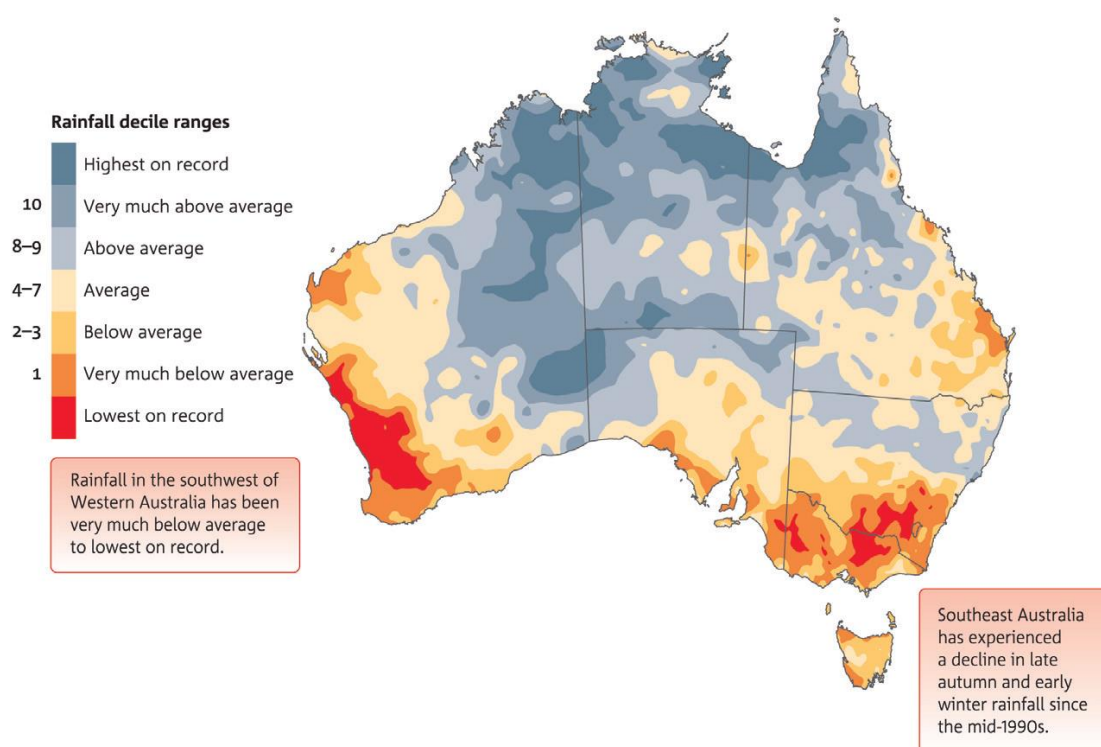 Rainfall decile ranges
Highest on record
10 Very much above average
8–9 Above average
4–7 Average
2–3 Below average
1 Very much below average
Lowest on record
Rainfall in the southwest of
Western Australia has been
very much below average
to lowest on record.
Southeast Australia
has experienced
a decline in late
autumn and early
winter rainfall since
the mid-1990s.